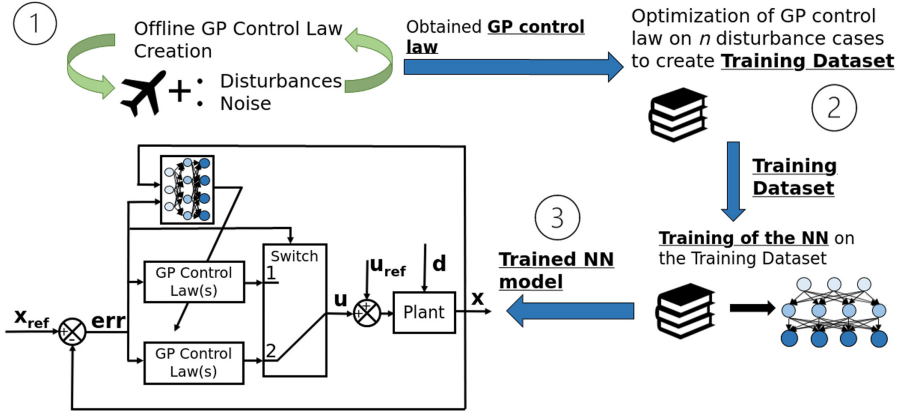 1
Offline GP Control Law
Creation
+
• Disturbances
• Noise
Obtained GP control
law
Optimization of GP control
law on n disturbance cases
to create Training Dataset
2
Training
Dataset
Training of the NN on
the Training Dataset
3
Trained NN
model
Switch
GP Control
Law(s)
1
GP Control
Law(s)
2
xref
+
-
err
u
uref
+
+
d
Plant
x